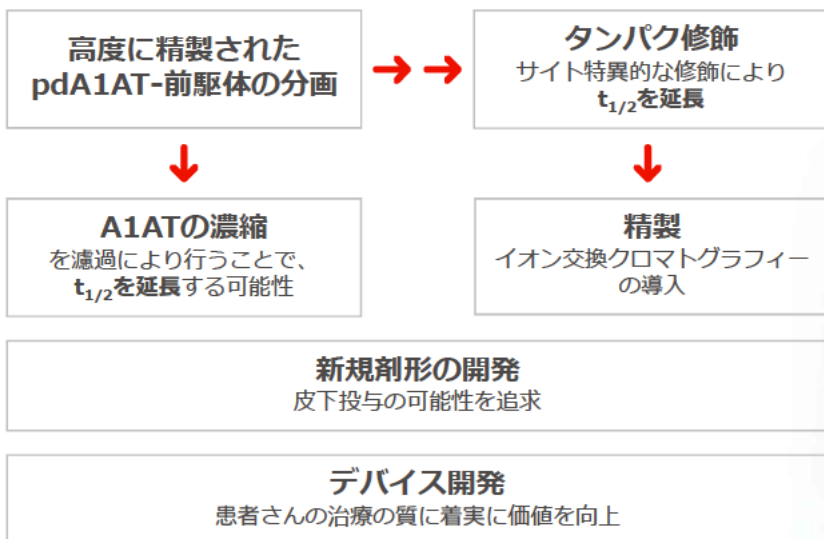 高度に精製された
pdA1AT-前駆体の分画
タンパク修飾
サイト特異的な修飾により
t1/2を延長
A1ATの濃縮
を濾過により行うことで、
t1/2を延長する可能性
精製
イオン交換クロマトグラフィー
の導入
新規剤形の開発
皮下投与の可能性を追求
デバイス開発
患者さんの治療の質に着実に価値を向上